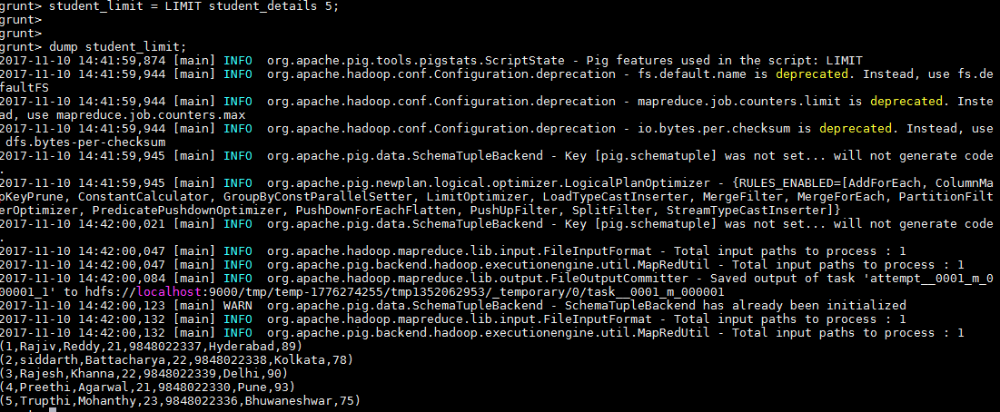 grunt> student_limit = LIMIT student_details 5;
grunt>
grunt>
grunt> dump student_limit;
2017-11-10 14:41:59,874 [main] INFO  org.apache.pig.tools.pigstats.ScriptState - Pig features used in the script: LIMIT
2017-11-10 14:41:59,944 [main] INFO  org.apache.hadoop.conf.Configuration.deprecation - fs.default.name is deprecated. Instead, use fs.de
faultFS
2017-11-10 14:41:59,944 [main] INFO  org.apache.hadoop.conf.Configuration.deprecation - mapreduce.job.counters.limit is deprecated. Inste
ad, use mapreduce.job.counters.max
2017-11-10 14:41:59,944 [main] INFO  org.apache.hadoop.conf.Configuration.deprecation - io.bytes.per.checksum is deprecated. Instead, use
 dfs.bytes-per-checksum
2017-11-10 14:41:59,945 [main] INFO  org.apache.pig.data.SchemaTupleBackend - Key [pig.schematuple] was not set... will not generate code
.
2017-11-10 14:41:59,945 [main] INFO  org.apache.pig.newplan.logical.optimizer.LogicalPlanOptimizer - {RULES_ENABLED=[AddForEach, ColumnMa
pKeyPrune, ConstantCalculator, GroupByConstParallelSetter, LimitOptimizer, LoadTypeCastInserter, MergeFilter, MergeForEach, PartitionFilt
erOptimizer, PredicatePushdownOptimizer, PushDownForEachFlatten, PushUpFilter, SplitFilter, StreamTypeCastInserter]}
2017-11-10 14:42:00,021 [main] INFO  org.apache.pig.data.SchemaTupleBackend - Key [pig.schematuple] was not set... will not generate code
.
2017-11-10 14:42:00,047 [main] INFO  org.apache.hadoop.mapreduce.lib.input.FileInputFormat - Total input paths to process : 1
2017-11-10 14:42:00,047 [main] INFO  org.apache.pig.backend.hadoop.executionengine.util.MapRedUtil - Total input paths to process : 1
2017-11-10 14:42:00,084 [main] INFO  org.apache.hadoop.mapreduce.lib.output.FileOutputCommitter - Saved output of task 'attempt__0001_m_0
00001_1' to hdfs://localhost:9000/tmp/temp-1776274255/tmp1352062953/_temporary/0/task__0001_m_000001
2017-11-10 14:42:00,123 [main] WARN  org.apache.pig.data.SchemaTupleBackend - SchemaTupleBackend has already been initialized
2017-11-10 14:42:00,132 [main] INFO  org.apache.hadoop.mapreduce.lib.input.FileInputFormat - Total input paths to process : 1
2017-11-10 14:42:00,132 [main] INFO  org.apache.pig.backend.hadoop.executionengine.util.MapRedUtil - Total input paths to process : 1
(1,Rajiv,Reddy,21,9848022337,Hyderabad,89)
(2,siddarth,Battacharya,22,9848022338,Kolkata,78)
(3,Rajesh,Khanna,22,9848022339,Delhi,90)
(4,Preethi,Agarwal,21,9848022330,Pune,93)
(5,Trupthi,Mohanthy,23,9848022336,Bhuwaneshwar,75)